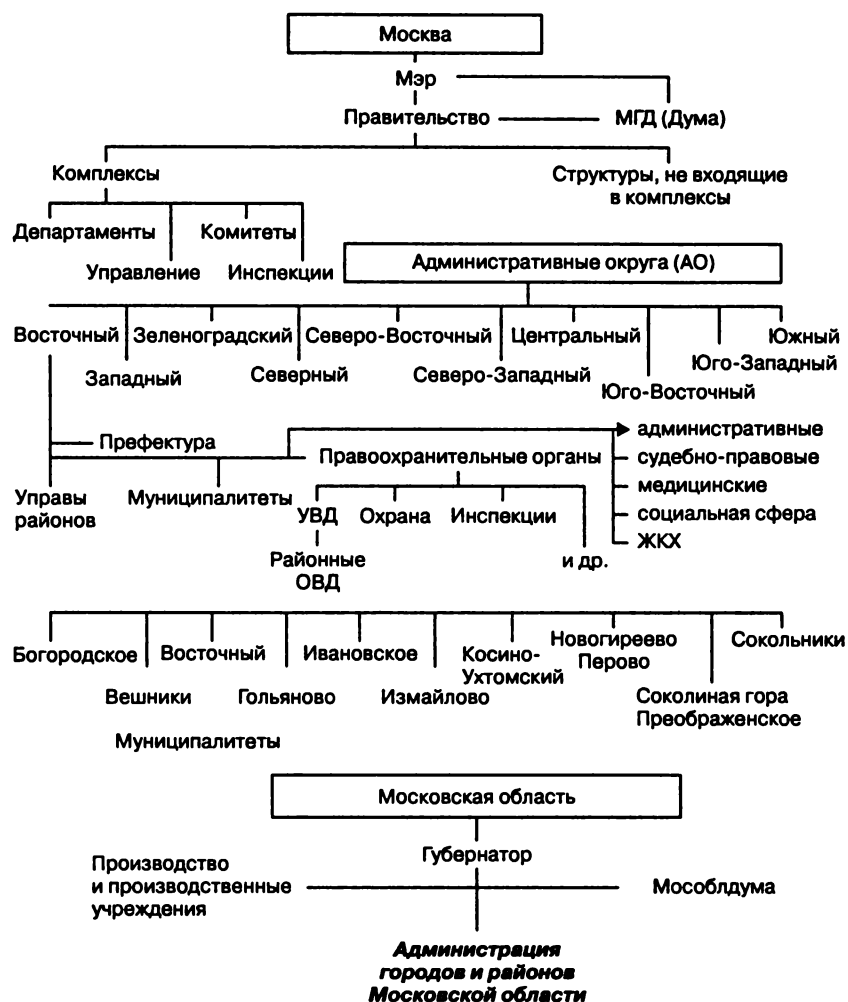 Москва
Мэр
Правительство
МГД (Дума)
Комплексы
Структуры, не входящие
в комплексы
Департаменты
Комитеты
Управление
Инспекции
Административные округа (АО)
Восточный
Зеленоградский
Северо-Восточный
Центральный
Южный
Западный
Северный
Северо-Западный
Юго-Западный
Юго-Восточный
Префектура
административные
Правоохранительные органы
судебно-правовые
Управы
районов
Муниципалитеты
медицинские
УВД
Охрана
Инспекции
социальная сфера
ЖКХ
Районные
ОВД
и др.
Богородское
Восточный
Ивановское
Косино-
Ухтомский
Новогиреево
Перово
Сокольники
Вешники
Гольяново
Измайлово
Соколиная гора
Преображенское
Муниципалитеты
Московская область
Губернатор
Производство
и производственные
учреждения
Мособлдума
Администрация
городов и районов
Московской области